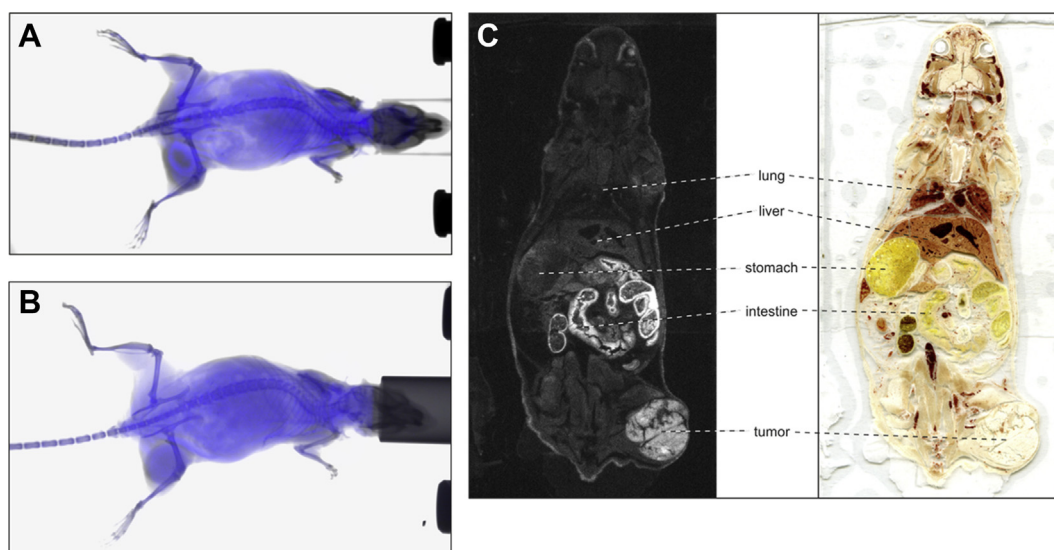 A
B
C
lung
liver
stomach
intestine
tumor